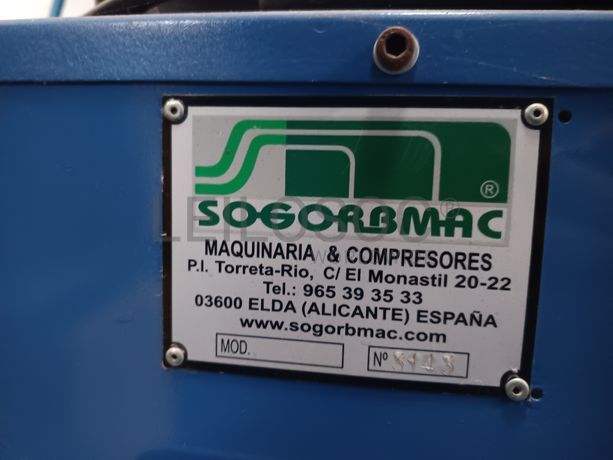 ®
SOGORBMAC
MAQUINARIA & COMPRESORES
P.I. Torreta-Rio, C/ El Monastil 20-22
Tel.: 965 39 35 33
03600 ELDA (ALICANTE) ESPAÑA
www.sogorbmac.com
MOD.
Nº